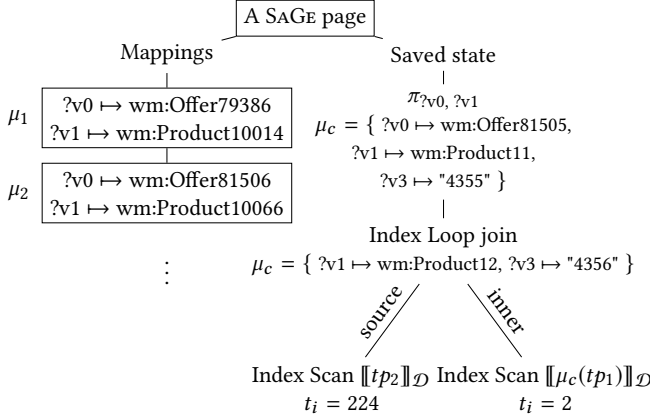 A SAGE page
Mappings
Saved state
μ1
?v0 ↦ wm:Offer79386
?v1 ↦ wm:Product10014
μ2
?v0 ↦ wm:Offer81506
?v1 ↦ wm:Product10066
⋮
π?v0, ?v1
μc = { ?v0 ↦ wm:Offer81505,
?v1 ↦ wm:Product11,
?v3 ↦ "4355" }
Index Loop join
μc = { ?v1 ↦ wm:Product12, ?v3 ↦ "4356" }
source
inner
Index Scan ⟦tp2⟧D
ti = 224
Index Scan ⟦μc(tp1)⟧D
ti = 2